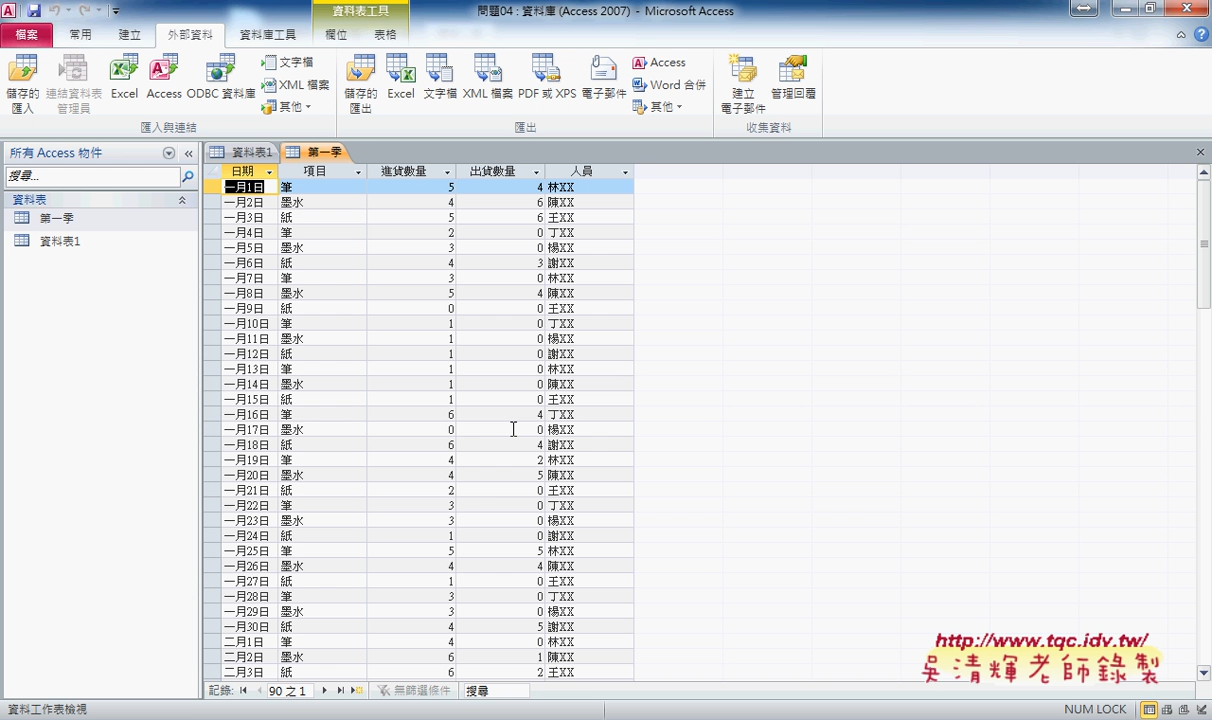 問題04 : 資料庫 (Access 2007) - Microsoft Access
資料表工具
檔案 常用 建立 外部資料 資料庫工具 欄位 表格
儲存的匯入 連結資料表管理員 Excel Access ODBC 資料庫 文字檔 XML 檔案 其他
匯入與連結
儲存的匯出 Excel 文字檔 XML 檔案 PDF 或 XPS 電子郵件 Access Word 合併 其他
匯出
建立電子郵件 管理回覆
收集資料
所有 Access 物件
搜尋...
資料表
第一季
資料表1
資料表1 第一季
日期 項目 進貨數量 出貨數量 人員
一月1日 筆 5 4 林XX
一月2日 墨水 4 6 陳XX
一月3日 紙 5 6 王XX
一月4日 筆 2 0 丁XX
一月5日 墨水 3 0 楊XX
一月6日 紙 4 3 謝XX
一月7日 筆 3 0 林XX
一月8日 墨水 5 4 陳XX
一月9日 紙 0 0 王XX
一月10日 筆 1 0 丁XX
一月11日 墨水 1 0 楊XX
一月12日 紙 1 0 謝XX
一月13日 筆 1 0 林XX
一月14日 墨水 1 0 陳XX
一月15日 紙 1 0 王XX
一月16日 筆 6 4 丁XX
一月17日 墨水 0 0 楊XX
一月18日 紙 6 4 謝XX
一月19日 筆 4 2 林XX
一月20日 墨水 4 5 陳XX
一月21日 紙 2 0 王XX
一月22日 筆 3 0 丁XX
一月23日 墨水 3 0 楊XX
一月24日 紙 1 0 謝XX
一月25日 筆 5 5 林XX
一月26日 墨水 4 4 陳XX
一月27日 紙 1 0 王XX
一月28日 筆 3 0 丁XX
一月29日 墨水 3 0 楊XX
一月30日 紙 4 5 謝XX
二月1日 筆 4 0 林XX
二月2日 墨水 6 1 陳XX
二月3日 紙 6 2 王XX
http://www.tqc.idv.tw/
吳清輝老師錄製
記錄: 90 之 1 無篩選條件 搜尋
資料工作表檢視 NUM LOCK